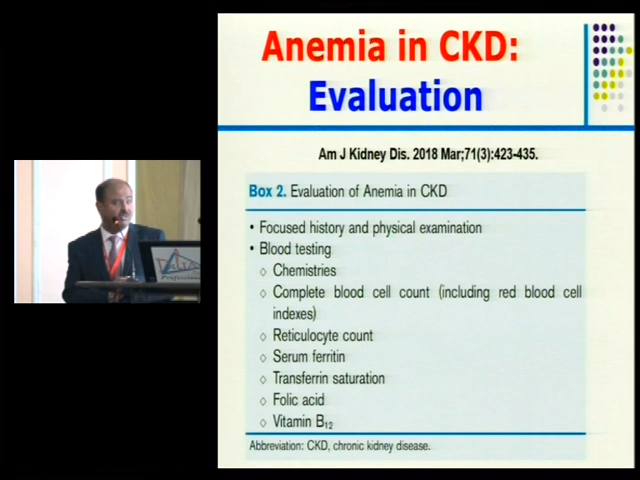 Anemia in CKD:
Evaluation
Am J Kidney Dis. 2018 Mar;71(3):423-435.
Box 2. Evaluation of Anemia in CKD
• Focused history and physical examination
• Blood testing
◇ Chemistries
◇ Complete blood cell count (including red blood cell
indexes)
◇ Reticulocyte count
◇ Serum ferritin
◇ Transferrin saturation
◇ Folic acid
◇ Vitamin B12
Abbreviation: CKD, chronic kidney disease.